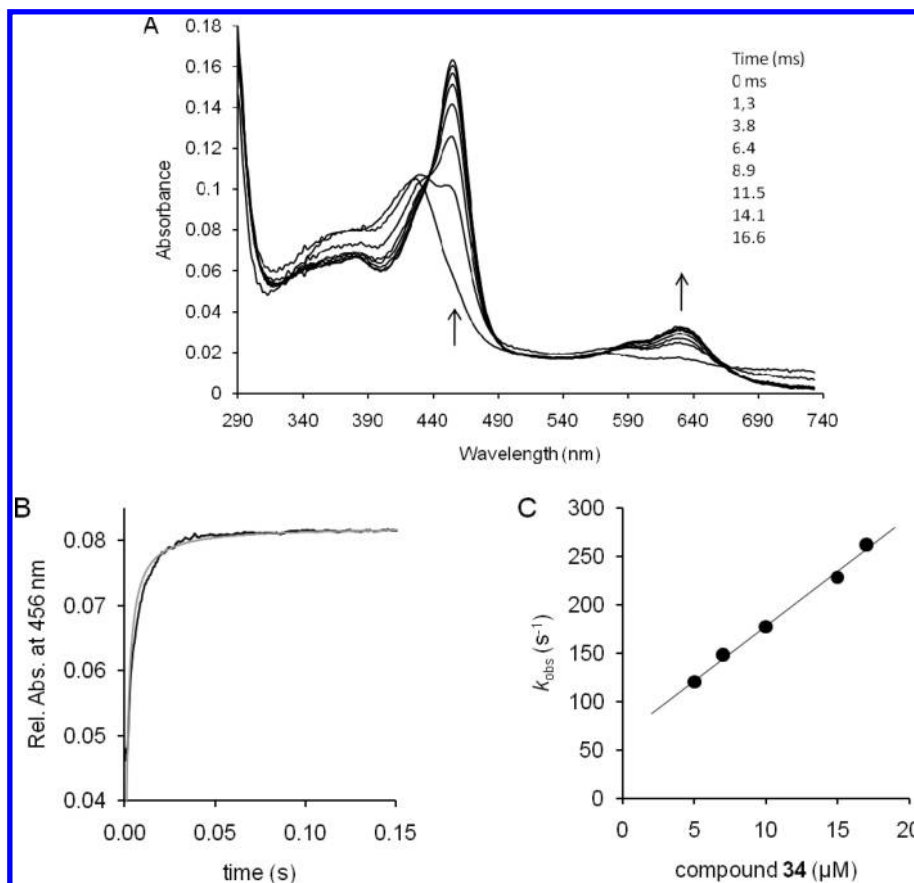 A
Absorbance
0.18
0.16
0.14
0.12
0.1
0.08
0.06
0.04
0.02
0
290 340 390 440 490 540 590 640 690 740
Wavelength (nm)
Time (ms)
0 ms
1,3
3.8
6.4
8.9
11.5
14.1
16.6
B
Rel. Abs. at 456 nm
0.08
0.07
0.06
0.05
0.04
0.00 0.05 0.10 0.15
time (s)
C
kobs (s-1)
300
250
200
150
100
50
0
0 5 10 15 20
compound 34 (µM)